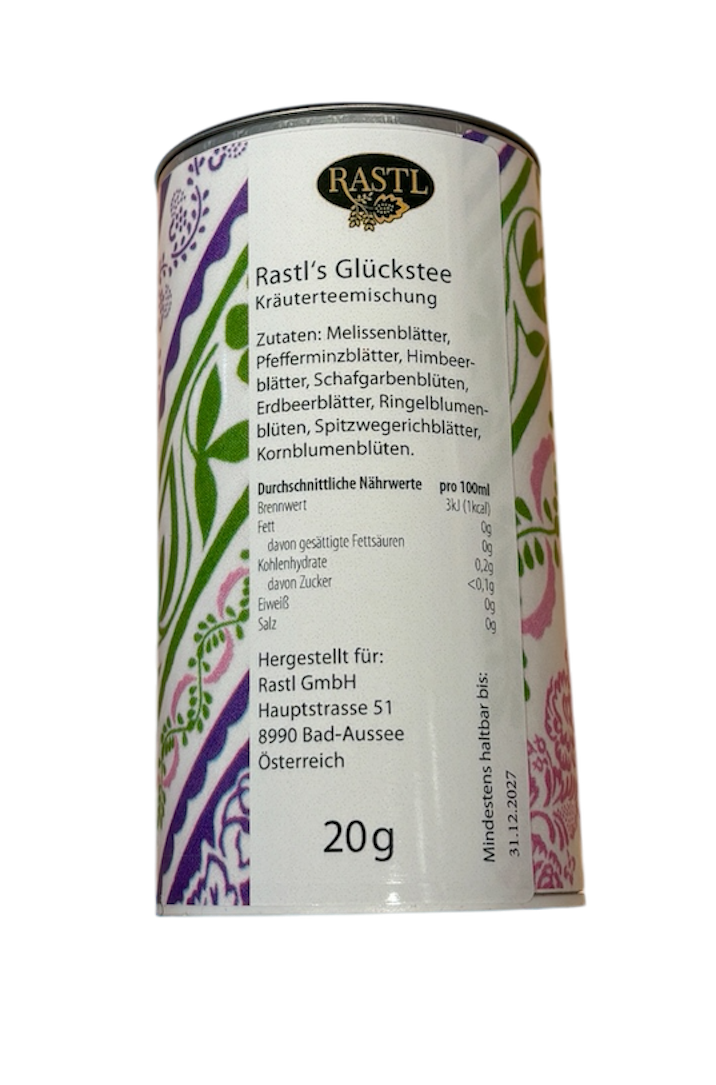 RASTL
Rastl‘s Glückstee
Kräuterteemischung
Zutaten: Melissenblätter,
Pfefferminzblätter, Himbeer-
blätter, Schafgarbenblüten,
Erdbeerblätter, Ringelblumen-
blüten, Spitzwegerichblätter,
Kornblumenblüten.
Durchschnittliche Nährwerte pro 100ml
Brennwert 3kJ (1kcal)
Fett 0g
davon gesättigte Fettsäuren 0g
Kohlenhydrate 0,2g
davon Zucker <0,1g
Eiweiß 0g
Salz 0g
Hergestellt für:
Rastl GmbH
Hauptstrasse 51
8990 Bad-Aussee
Österreich
20g
Mindestens haltbar bis:
31.12.2027